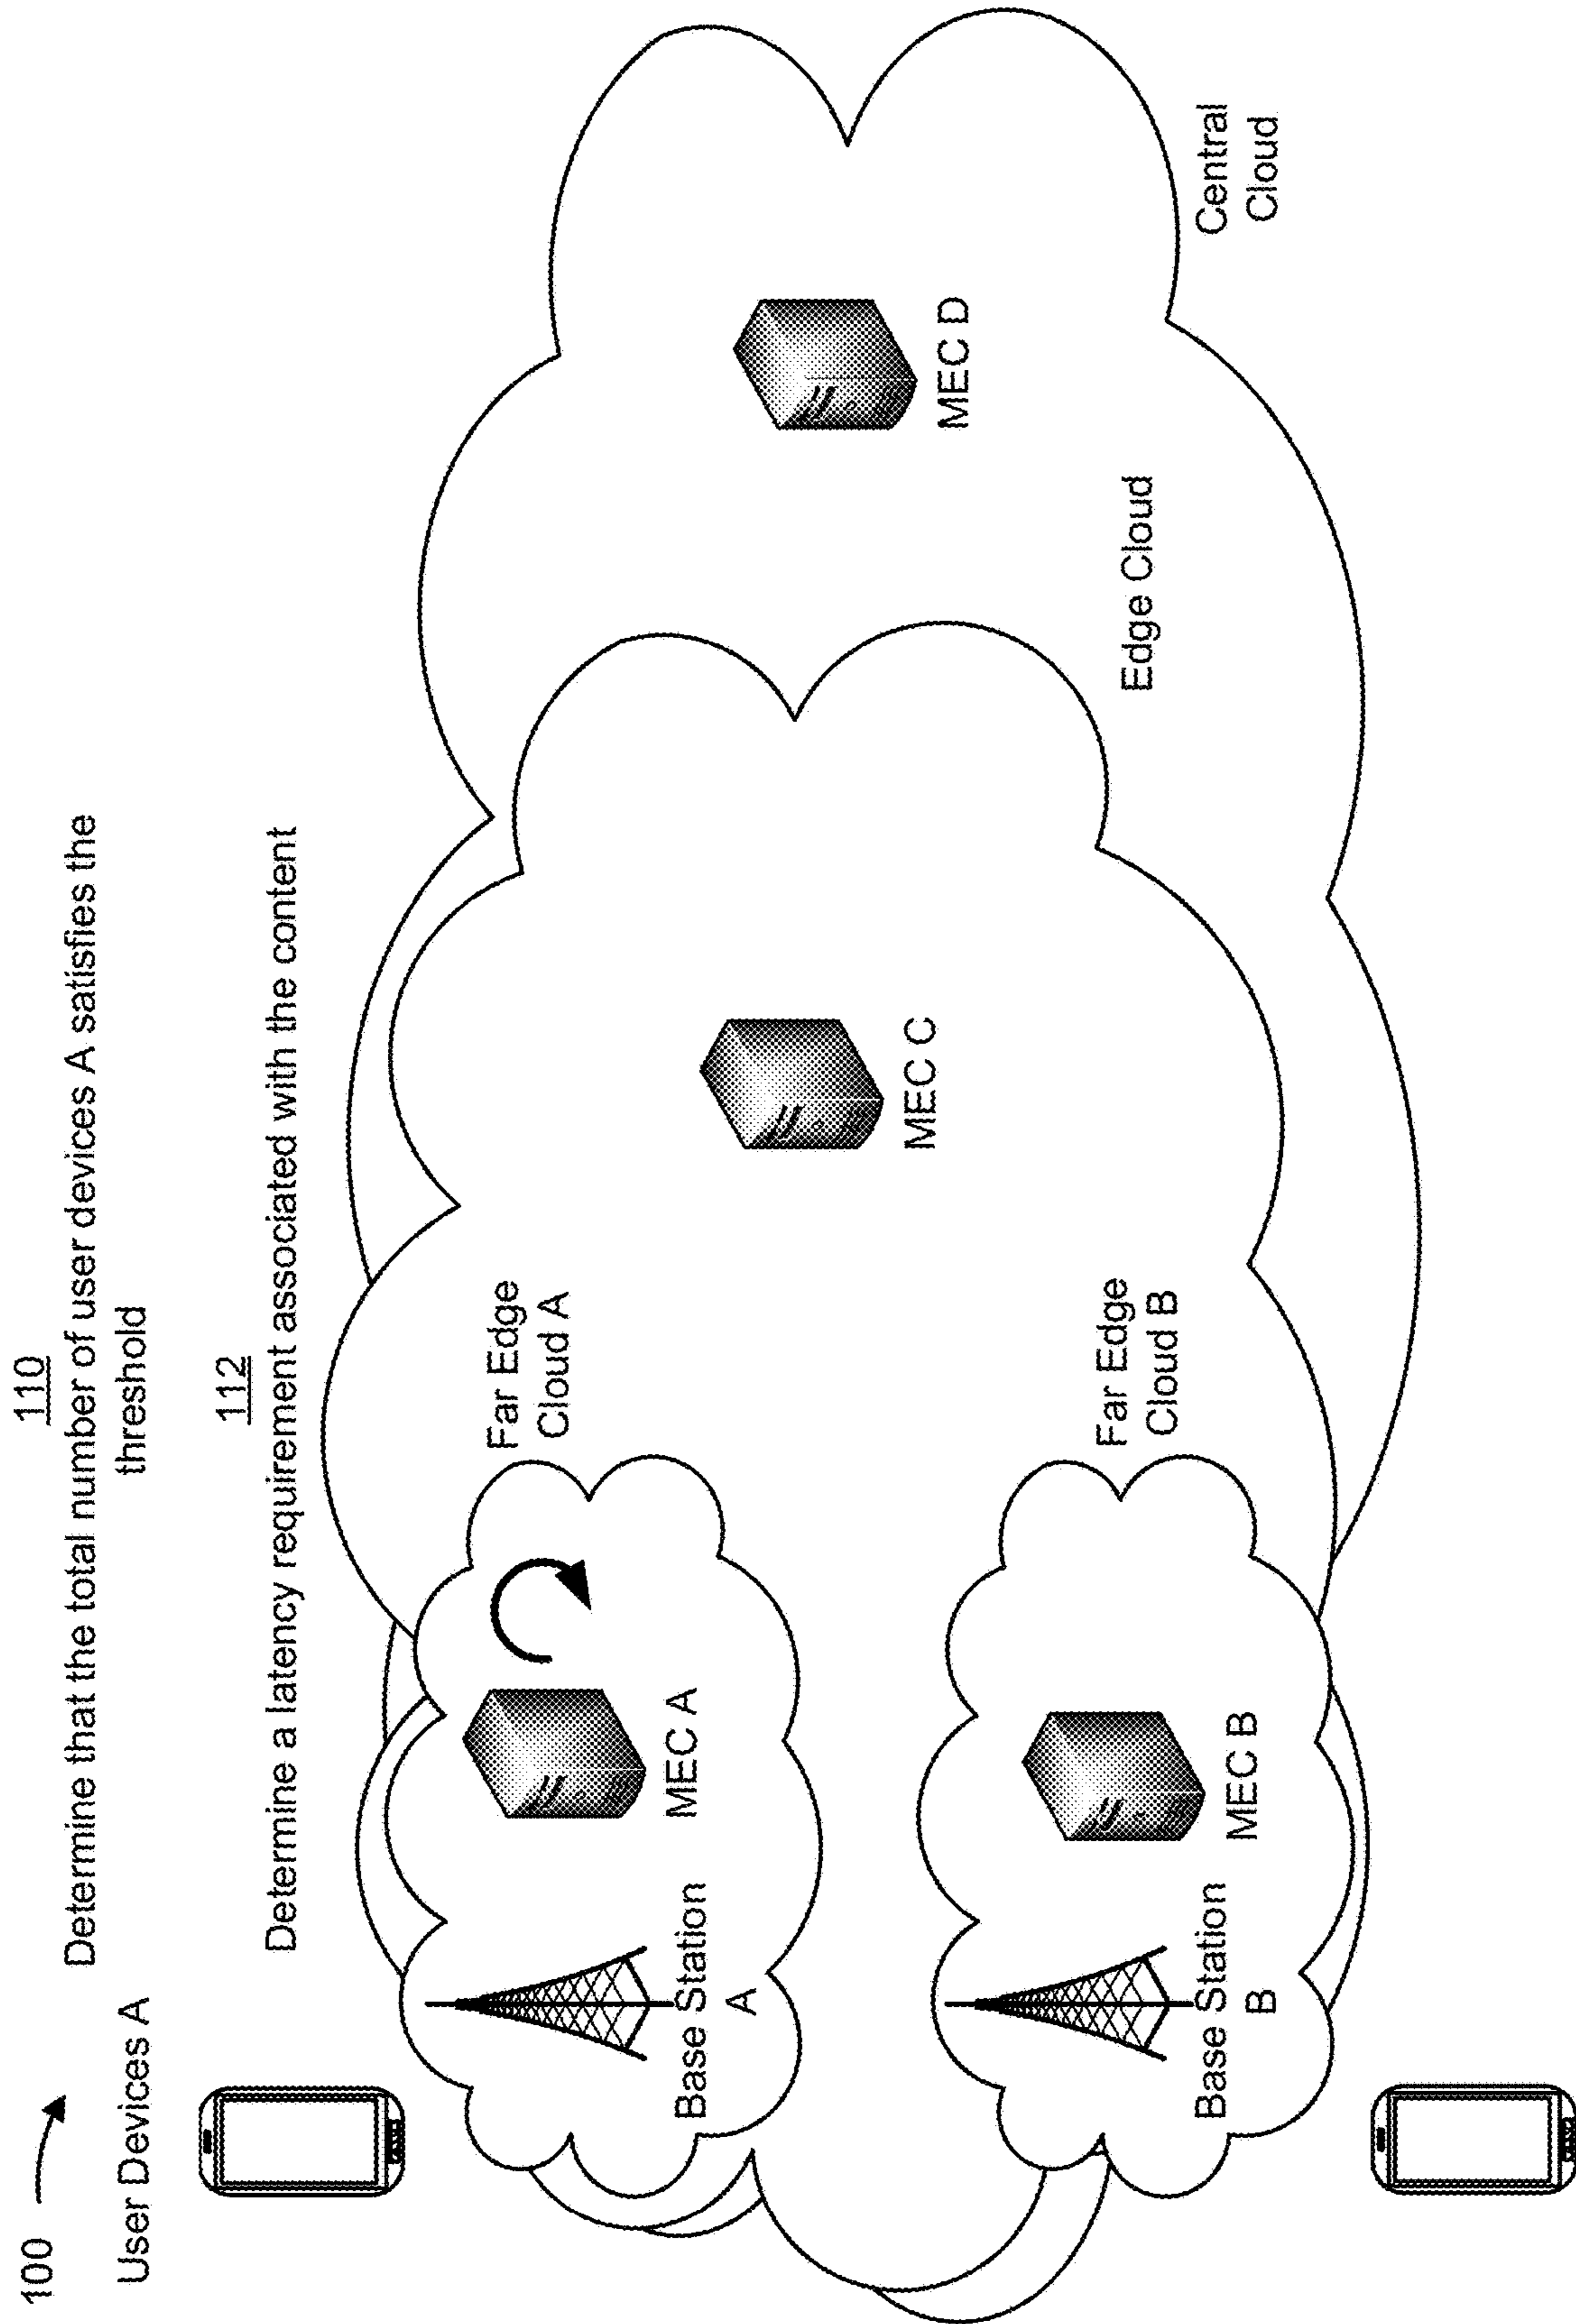 100
110
Determine that the total number of user devices A satisfies the
threshold
User Devices A
112
Determine a latency requirement associated with the content
Far Edge
Cloud A
MEC A
Base Station
A
MEC C
MEC D
Edge Cloud
Central
Cloud
Far Edge
Cloud B
MEC B
Base Station
B